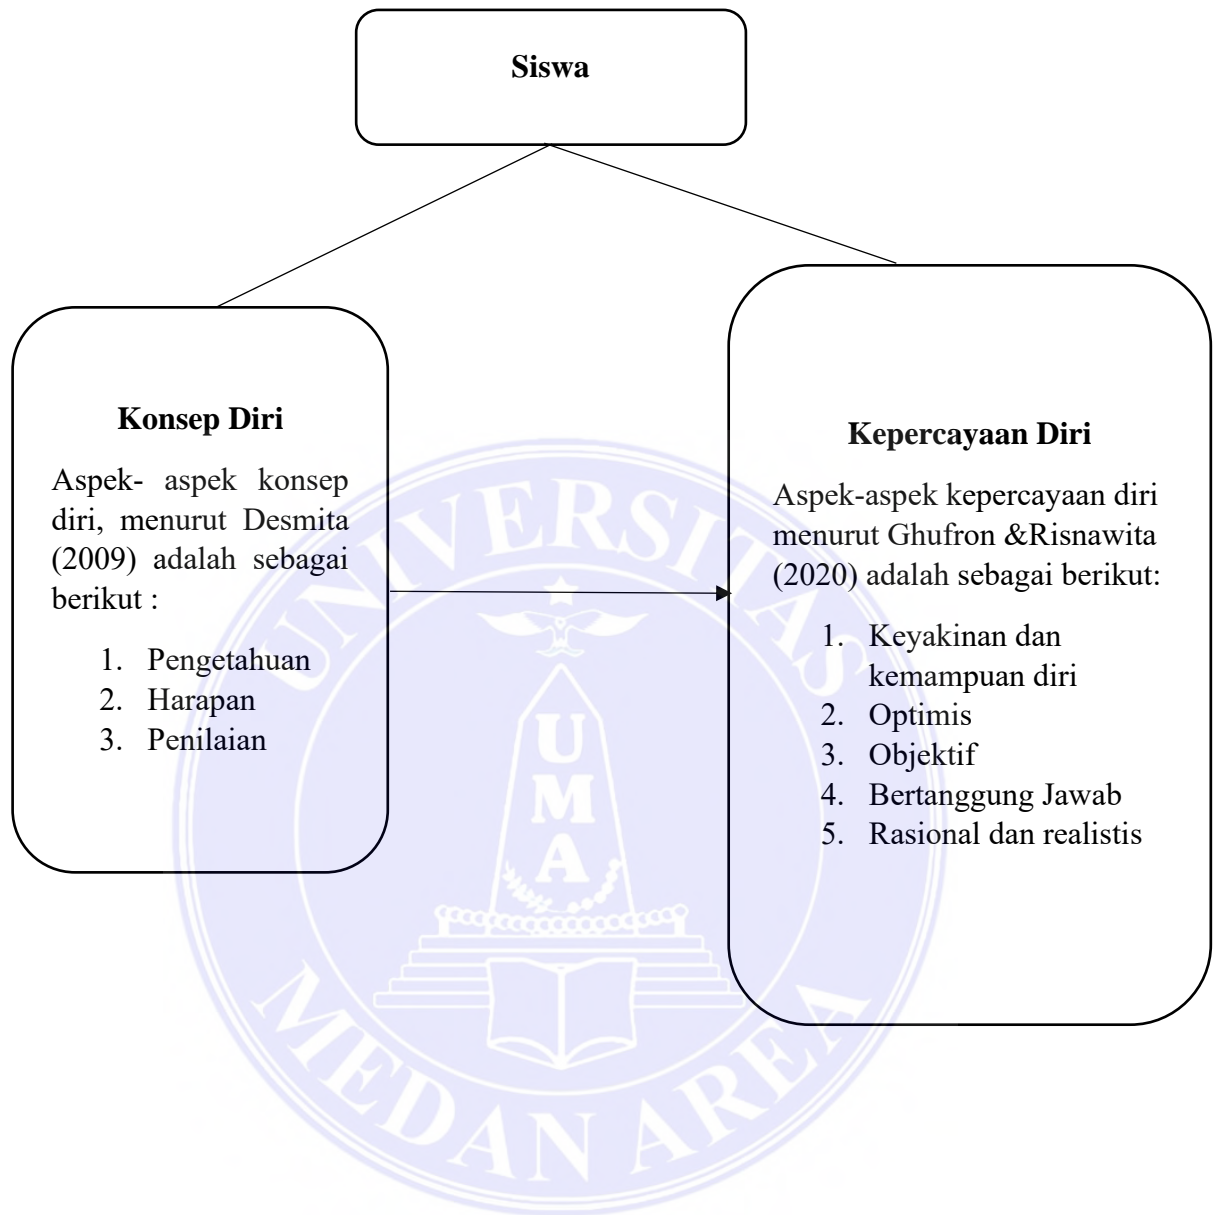 Siswa
Konsep Diri
Aspek- aspek konsep
diri, menurut Desmita
(2009) adalah sebagai
berikut :
1. Pengetahuan
2. Harapan
3. Penilaian
Kepercayaan Diri
Aspek-aspek kepercayaan diri
menurut Ghufron &Risnawita
(2020) adalah sebagai berikut:
1. Keyakinan dan
kemampuan diri
2. Optimis
3. Objektif
4. Bertanggung Jawab
5. Rasional dan realistis
UNIVERSITAS
UMA
MEDAN AREA